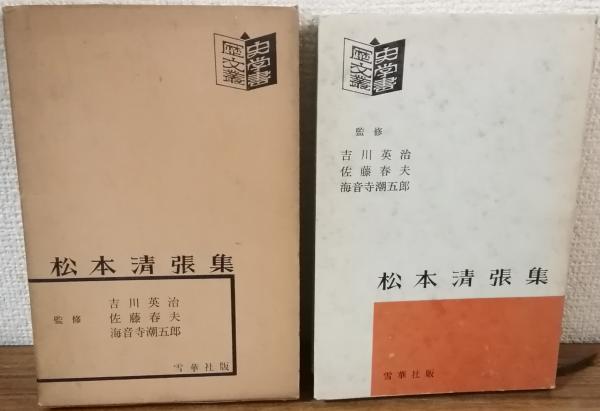 歴史
文学
叢書
松本清張集
監修
吉川英治
佐藤春夫
海音寺潮五郎
雪華社版
歴史
文学
叢書
監修
吉川英治
佐藤春夫
海音寺潮五郎
松本清張集
雪華社版